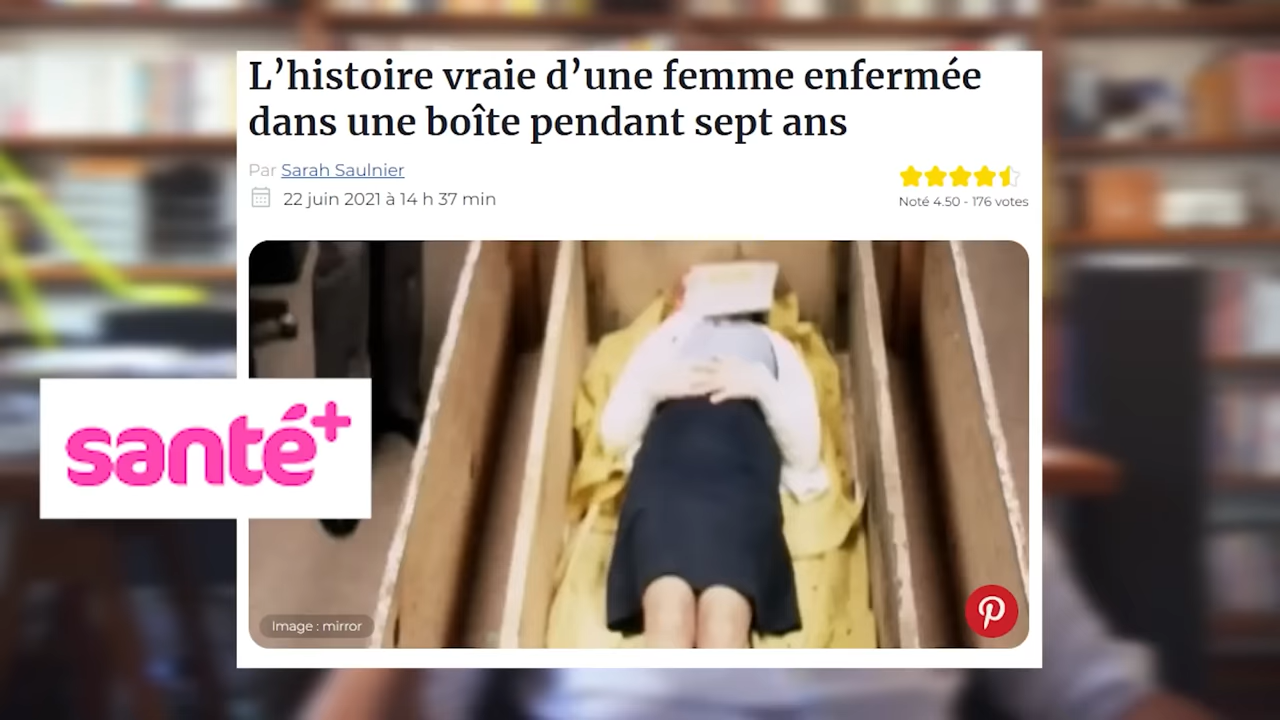 L’histoire vraie d’une femme enfermée
dans une boîte pendant sept ans
Par Sarah Saulnier
22 juin 2021 à 14 h 37 min
Noté 4.50 - 176 votes
santé+
Image : mirror